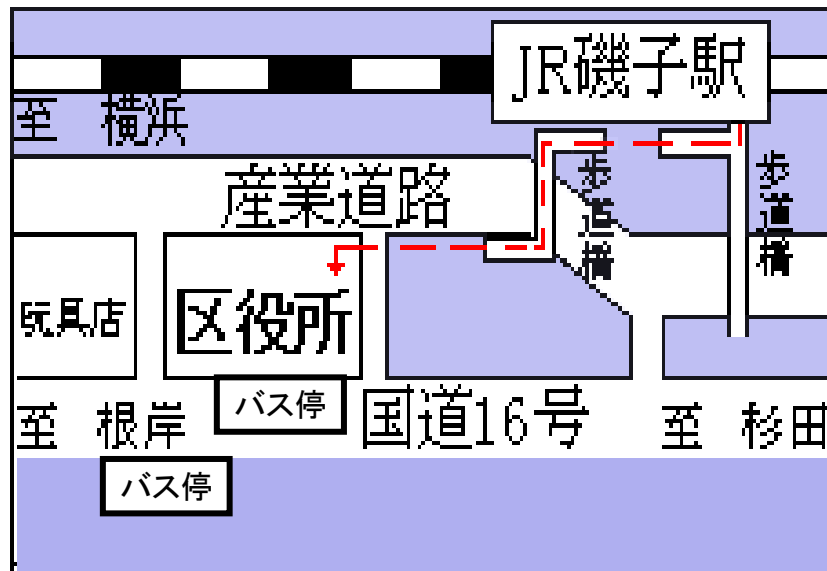 JR磯子駅
至 横浜
産業道路
歩道橋
歩道橋
玩具店
区役所
バス停
至 根岸
国道16号
至 杉田
バス停